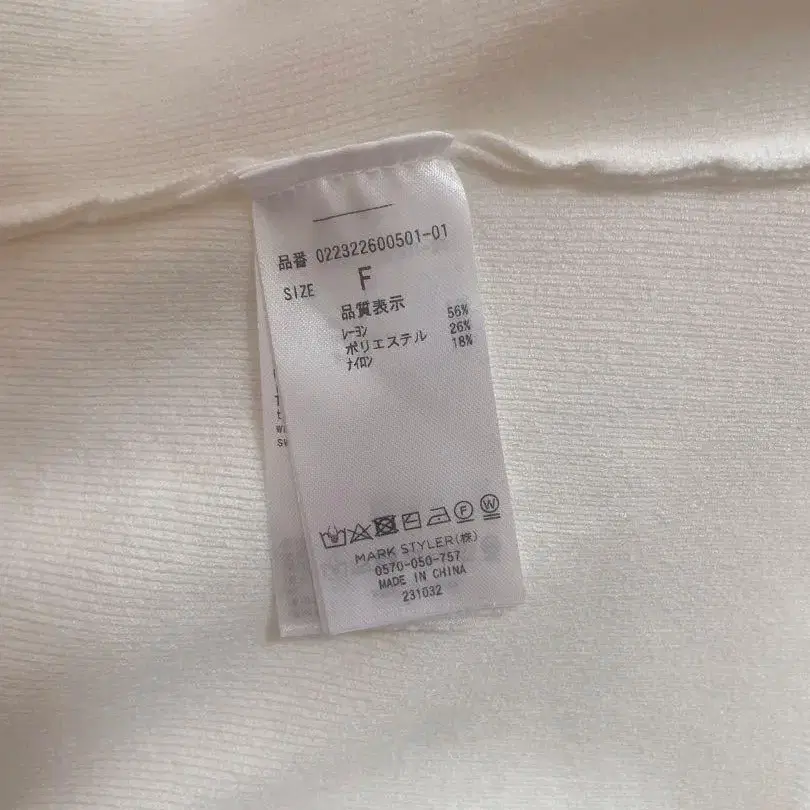 品番 022322600501-01
SIZE F
品質表示
ﾚｰﾖﾝ 56%
ポリエステル 26%
ﾅｲﾛﾝ 18%
F W
MARK STYLER(株)
0570-050-757
MADE IN CHINA
231032